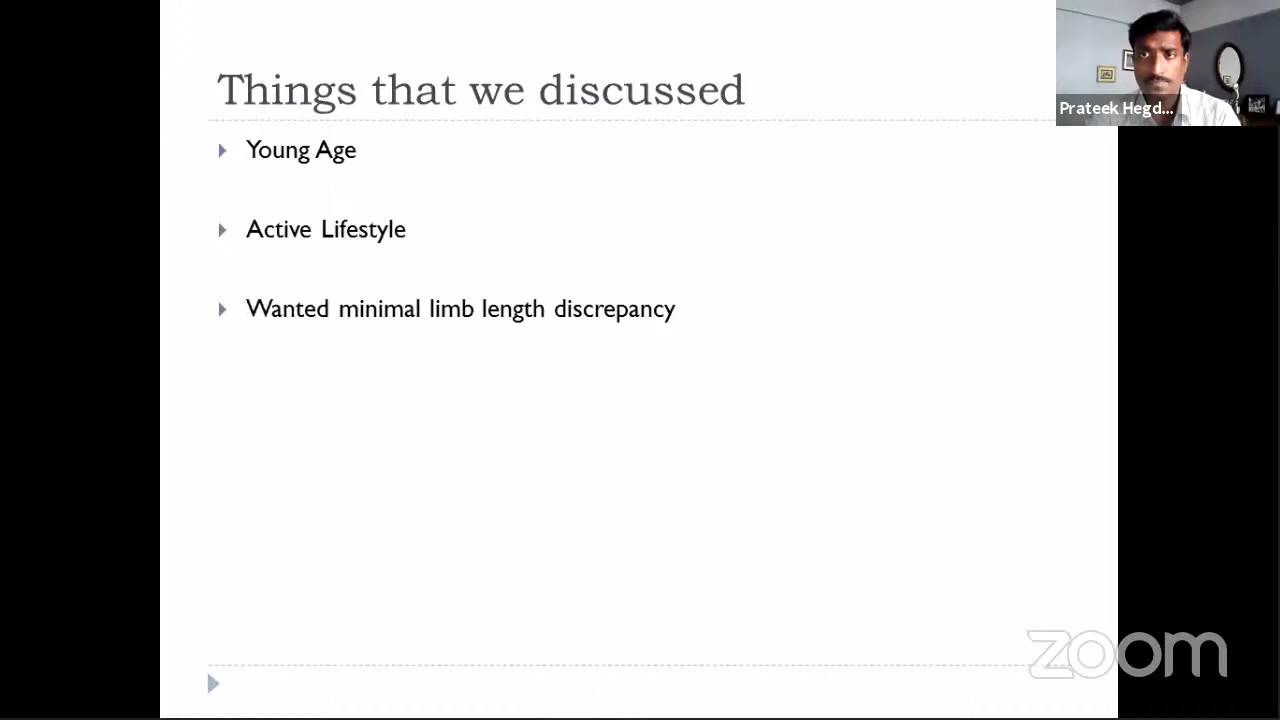 Things that we discussed
Prateek Hegd...
Young Age
Active Lifestyle
Wanted minimal limb length discrepancy
zoom